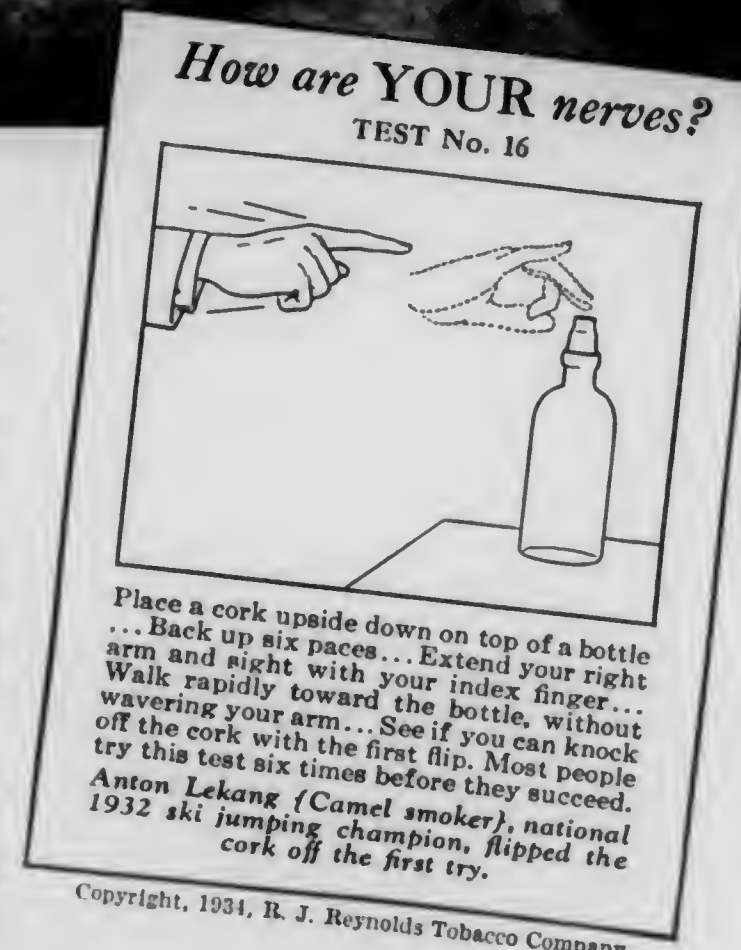 How are YOUR nerves?
TEST No. 16
Place a cork upside down on top of a bottle
...Back up six paces...Extend your right
arm and sight with your index finger...
Walk rapidly toward the bottle, without
wavering your arm...See if you can knock
off the cork with the first flip. Most people
try this test six times before they succeed.
Anton Lekang {Camel smoker}, national
1932 ski jumping champion, flipped the
cork off the first try.
Copyright, 1934, R. J. Reynolds Tobacco Company